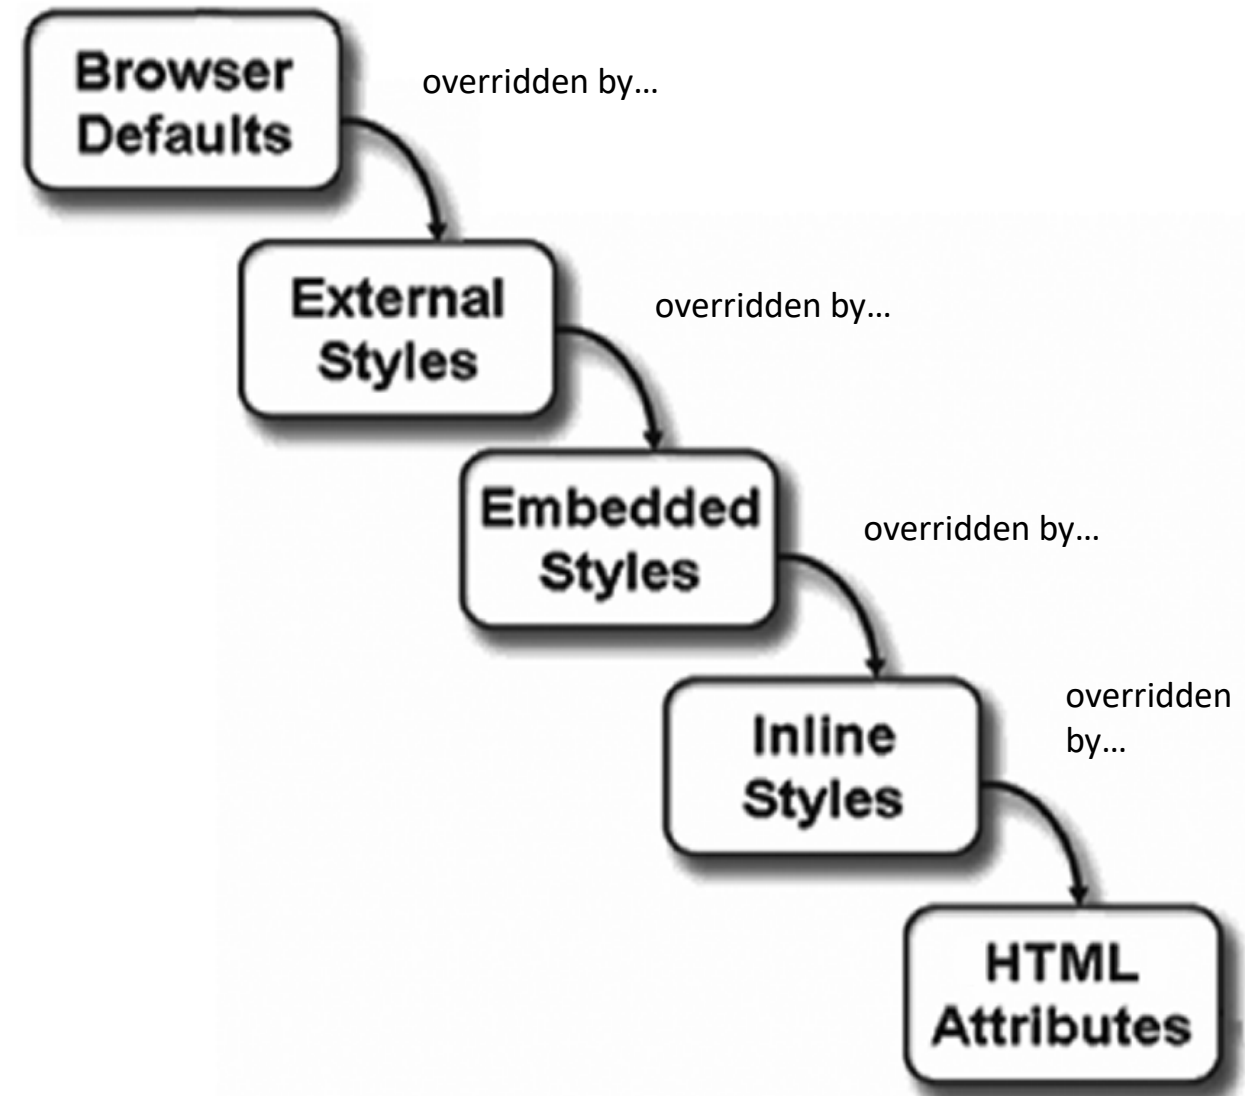 Browser
Defaults
overridden by…
External
Styles
overridden by…
Embedded
Styles
overridden by…
Inline
Styles
overridden
by…
HTML
Attributes